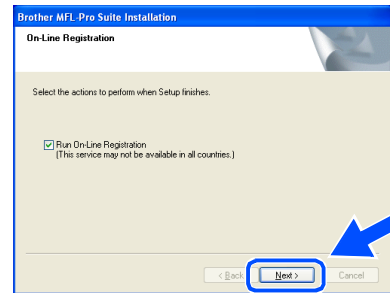 Brother MFL-Pro Suite Installation
On-Line Registration
Select the actions to perform when Setup finishes.
Run On-Line Registration
(This service may not be available in all countries.)
< Back
Next >
Cancel